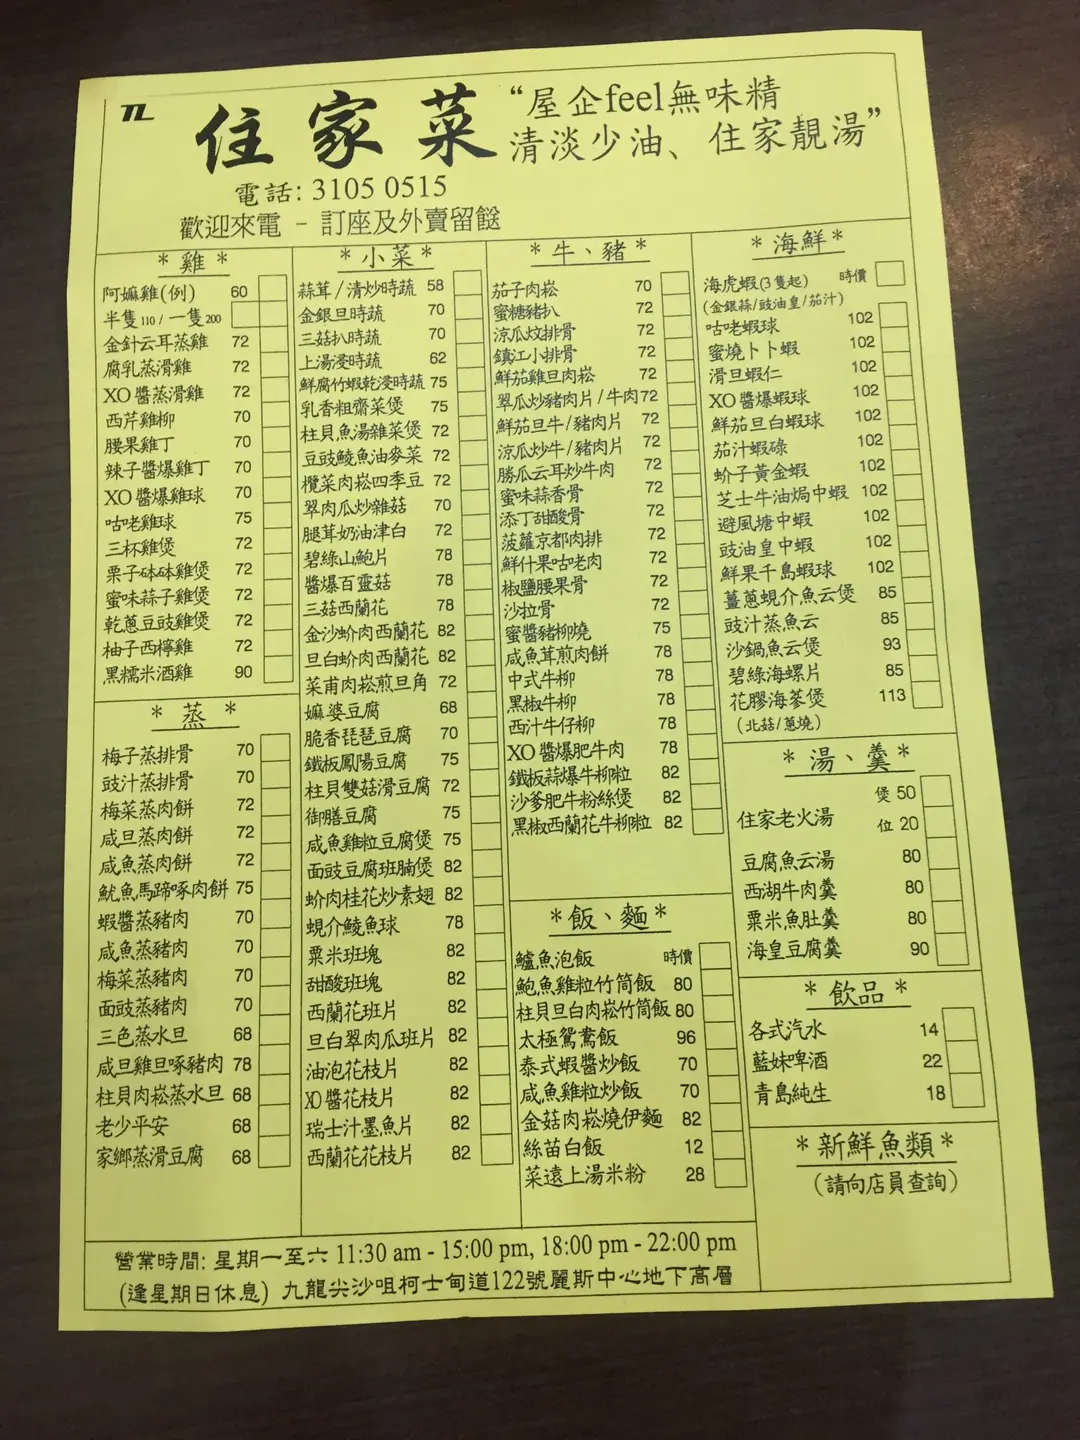 TL
住家菜
“屋企feel無味精
清淡少油、住家靚湯”
電話: 3105 0515
歡迎來電 - 訂座及外賣留餸
* 雞 *
阿嫲雞(例) 60
半隻110 / 一隻200
金針云耳蒸雞 72
腐乳蒸滑雞 72
XO醬蒸滑雞 72
西芹雞柳 70
腰果雞丁 70
辣子醬爆雞丁 70
XO醬爆雞球 70
咕咾雞球 75
三杯雞煲 72
栗子砵砵雞煲 72
蜜味蒜子雞煲 72
乾蔥豆豉雞煲 72
柚子西檸雞 72
黑糯米酒雞 90
* 蒸 *
梅子蒸排骨 70
豉汁蒸排骨 70
梅菜蒸肉餅 72
咸旦蒸肉餅 72
咸魚蒸肉餅 72
魷魚馬蹄啄肉餅 75
蝦醬蒸豬肉 70
咸魚蒸豬肉 70
梅菜蒸豬肉 70
面豉蒸豬肉 70
三色蒸水旦 68
咸旦雞旦啄豬肉 78
柱貝肉崧蒸水旦 68
老少平安 68
家鄉蒸滑豆腐 68
* 小菜 *
蒜茸 / 清炒時蔬 58
金銀旦時蔬 70
三菇扒時蔬 70
上湯浸時蔬 62
鮮腐竹蝦乾浸時蔬 75
乳香粗齋菜煲 75
柱貝魚湯雜菜煲 72
豆豉鯪魚油麥菜 72
欖菜肉崧四季豆 72
翠肉瓜炒雜菇 70
腿茸奶油津白 72
碧綠山鮑片 78
醬爆百靈菇 78
三菇西蘭花 78
金沙蚧肉西蘭花 82
旦白蚧肉西蘭花 82
菜甫肉崧煎旦角 72
嫲婆豆腐 68
脆香琵琶豆腐 70
鐵板鳳陽豆腐 75
柱貝雙菇滑豆腐 72
御膳豆腐 75
咸魚雞粒豆腐煲 75
面豉豆腐班腩煲 82
蚧肉桂花炒素翅 82
蜆介鯪魚球 78
粟米班塊 82
甜酸班塊 82
西蘭花班片 82
旦白翠肉瓜班片 82
油泡花枝片 82
XO醬花枝片 82
瑞士汁墨魚片 82
西蘭花花枝片 82
* 牛、豬 *
茄子肉崧 70
蜜糖豬扒 72
涼瓜炆排骨 72
鎮江小排骨 72
鮮茄雞旦肉崧 72
翠瓜炒豬肉片 / 牛肉 72
鮮茄旦牛/豬肉片 72
涼瓜炒牛/豬肉片 72
勝瓜云耳炒牛肉 72
蜜味蒜香骨 72
添丁甜酸骨 72
菠蘿京都肉排 72
鮮什果咕老肉 72
椒鹽腰果骨 72
沙拉骨 72
蜜醬豬柳燒 75
咸魚茸煎肉餅 78
中式牛柳 78
黑椒牛柳 78
西汁牛仔柳 78
XO醬爆肥牛肉 78
鐵板蒜爆牛柳粒 82
沙爹肥牛粉絲煲 82
黑椒西蘭花牛柳粒 82
* 飯、麵 *
鱸魚泡飯 時價
鮑魚雞粒竹筒飯 80
柱貝旦白肉崧竹筒飯 80
太極鴛鴦飯 96
泰式蝦醬炒飯 70
咸魚雞粒炒飯 70
金菇肉崧燒伊麵 82
絲苗白飯 12
菜遠上湯米粉 28
* 海鮮 *
海虎蝦(3隻起) 時價
(金銀蒜/豉油皇/茄汁)
咕咾蝦球 102
蜜燒卜卜蝦 102
滑旦蝦仁 102
XO醬爆蝦球 102
鮮茄旦白蝦球 102
茄汁蝦碌 102
蚧子黃金蝦 102
芝士牛油焗中蝦 102
避風塘中蝦 102
豉油皇中蝦 102
鮮果千島蝦球 102
薑蔥蜆介魚云煲 85
豉汁蒸魚云 85
沙鍋魚云煲 93
碧綠海螺片 85
花膠海蔘煲 113
(北菇/蔥燒)
* 湯、羹 *
煲 50
住家老火湯
位 20
豆腐魚云湯 80
西湖牛肉羹 80
粟米魚肚羹 80
海皇豆腐羹 90
* 飲品 *
各式汽水 14
藍妹啤酒 22
青島純生 18
* 新鮮魚類 *
(請向店員查詢)
營業時間: 星期一至六 11:30 am - 15:00 pm, 18:00 pm - 22:00 pm
(逢星期日休息) 九龍尖沙咀柯士甸道122號麗斯中心地下高層